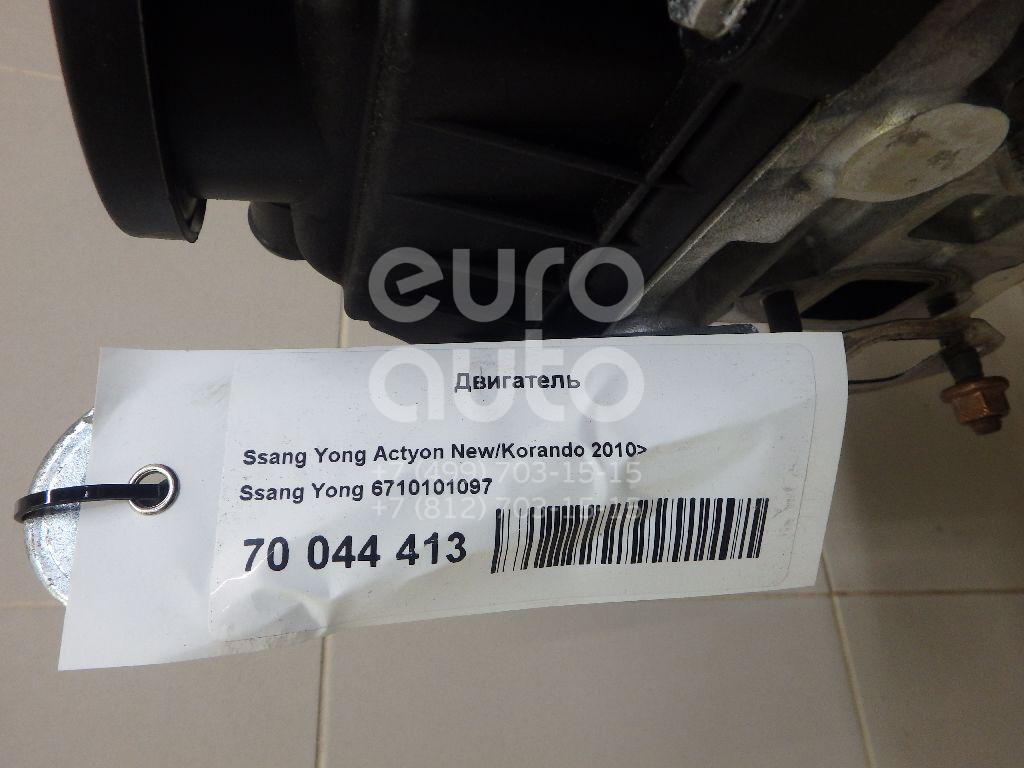 euro
auto
Двигатель
Ssang Yong Actyon New/Korando 2010>
+7 (499) 703-15-15
Ssang Yong 6710101097
+7 (812) 703-15-15
70 044 413